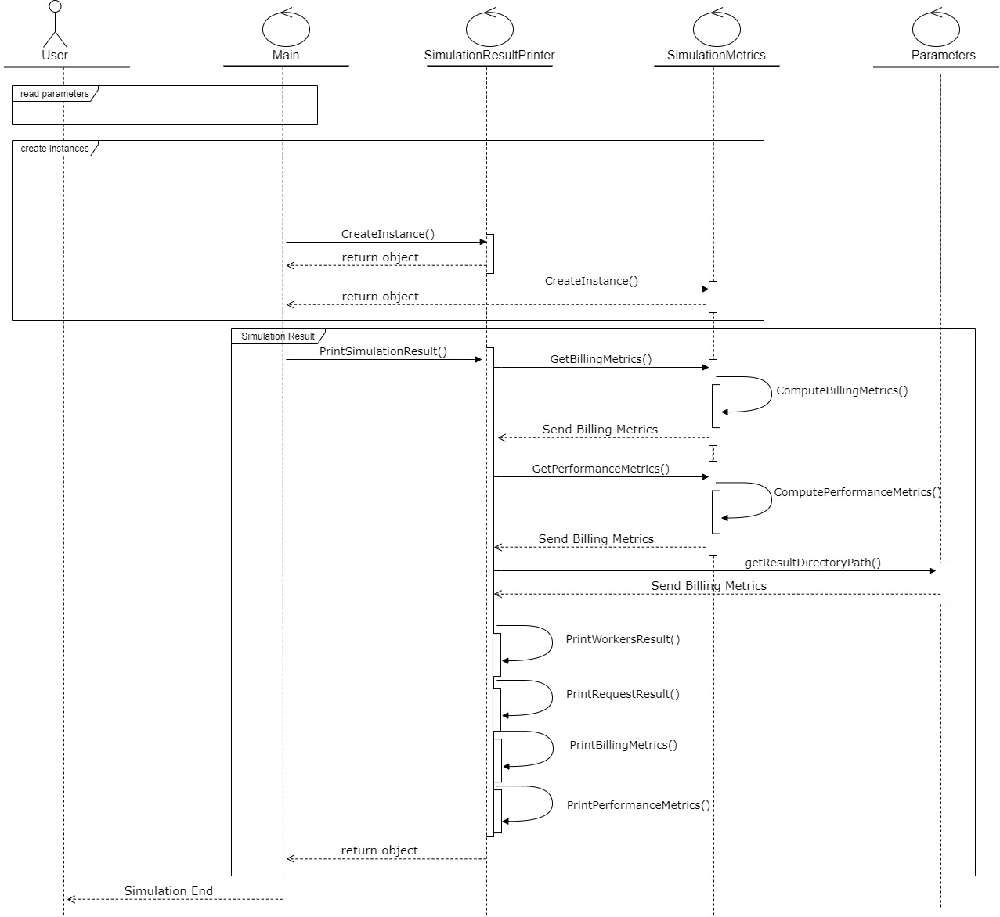 User
Main
SimulationResultPrinter
SimulationMetrics
Parameters
read parameters
create instances
CreateInstance()
return object
CreateInstance()
return object
Simulation Result
PrintSimulationResult()
GetBillingMetrics()
ComputeBillingMetrics()
Send Billing Metrics
GetPerformanceMetrics()
ComputePerformanceMetrics()
Send Billing Metrics
getResultDirectoryPath()
Send Billing Metrics
PrintWorkersResult()
PrintRequestResult()
PrintBillingMetrics()
PrintPerformanceMetrics()
return object
Simulation End